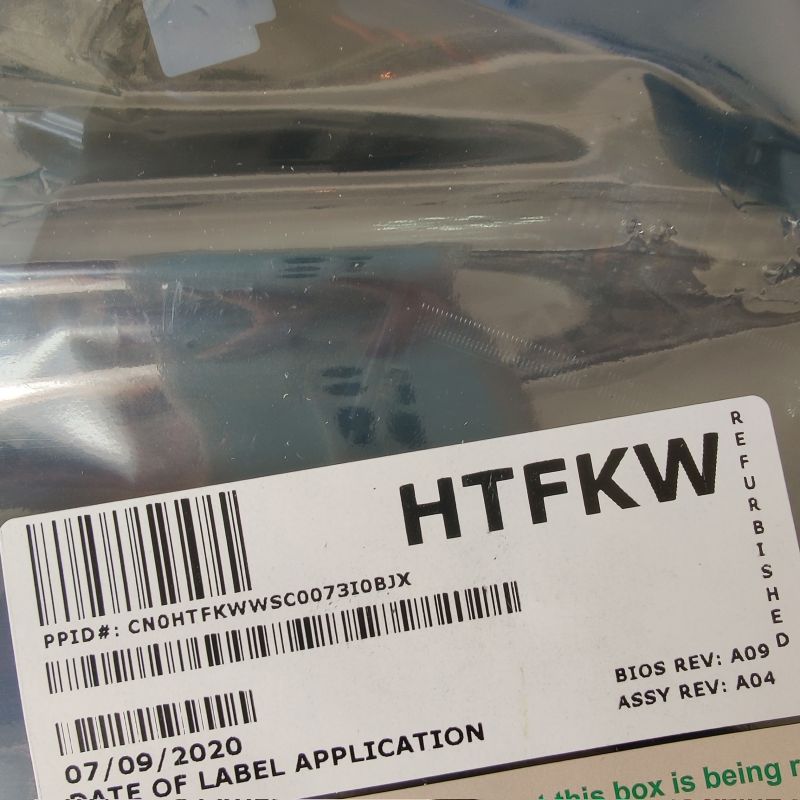 HTFKW
REFURBISHED
PPID#: CN0HTFKWWSC0073I0BJX
BIOS REV: A09
ASSY REV: A04
07/09/2020
DATE OF LABEL APPLICATION
this box is being